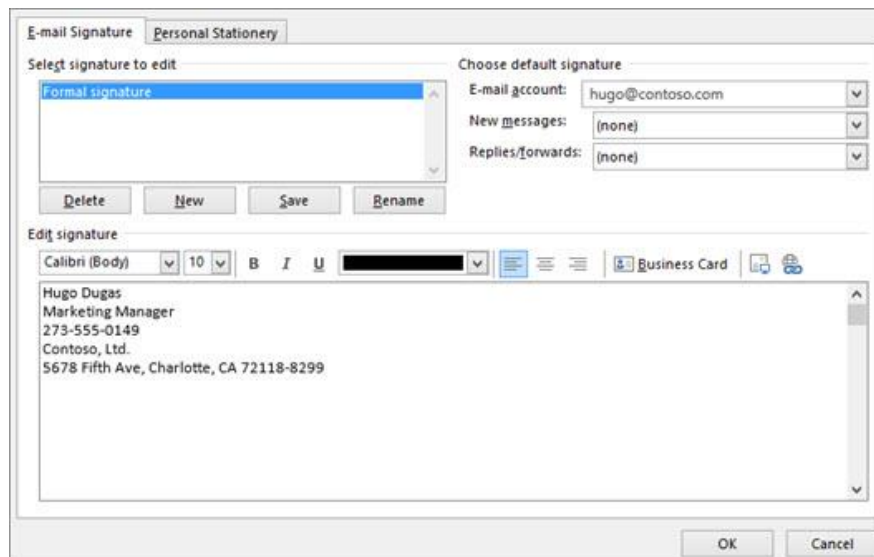 E-mail Signature Personal Stationery
Select signature to edit
Formal signature
Delete New Save Rename
Choose default signature
E-mail account: hugo@contoso.com
New messages: (none)
Replies/forwards: (none)
Edit signature
Calibri (Body) 10 B I U Business Card
Hugo Dugas
Marketing Manager
273-555-0149
Contoso, Ltd.
5678 Fifth Ave, Charlotte, CA 72118-8299
OK Cancel